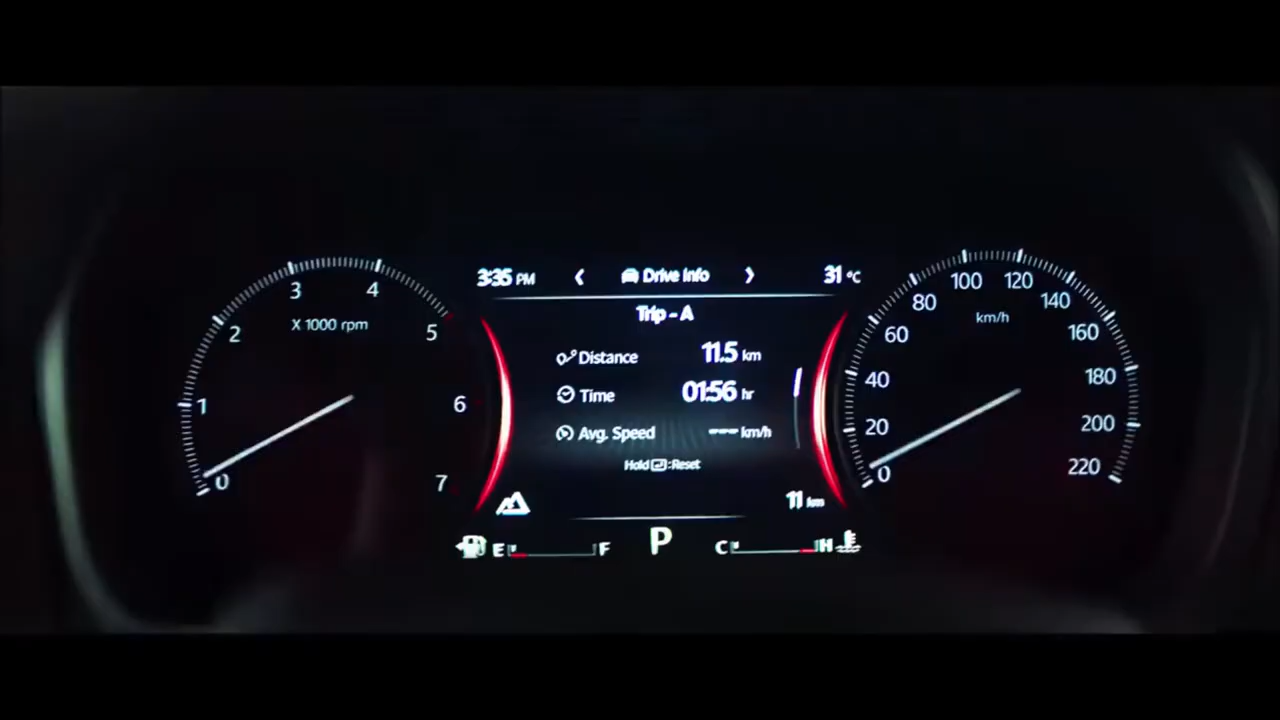 3:35 PM ❮ Drive Info ❯ 31 °C
Trip - A
Distance 11.5 km
Time 01:56 hr
Avg. Speed --- km/h
Hold : Reset
11 km
E F P C H
0 1 2 3 4 5 6 7
X 1000 rpm
0 20 40 60 80 100 120 140 160 180 200 220
km/h